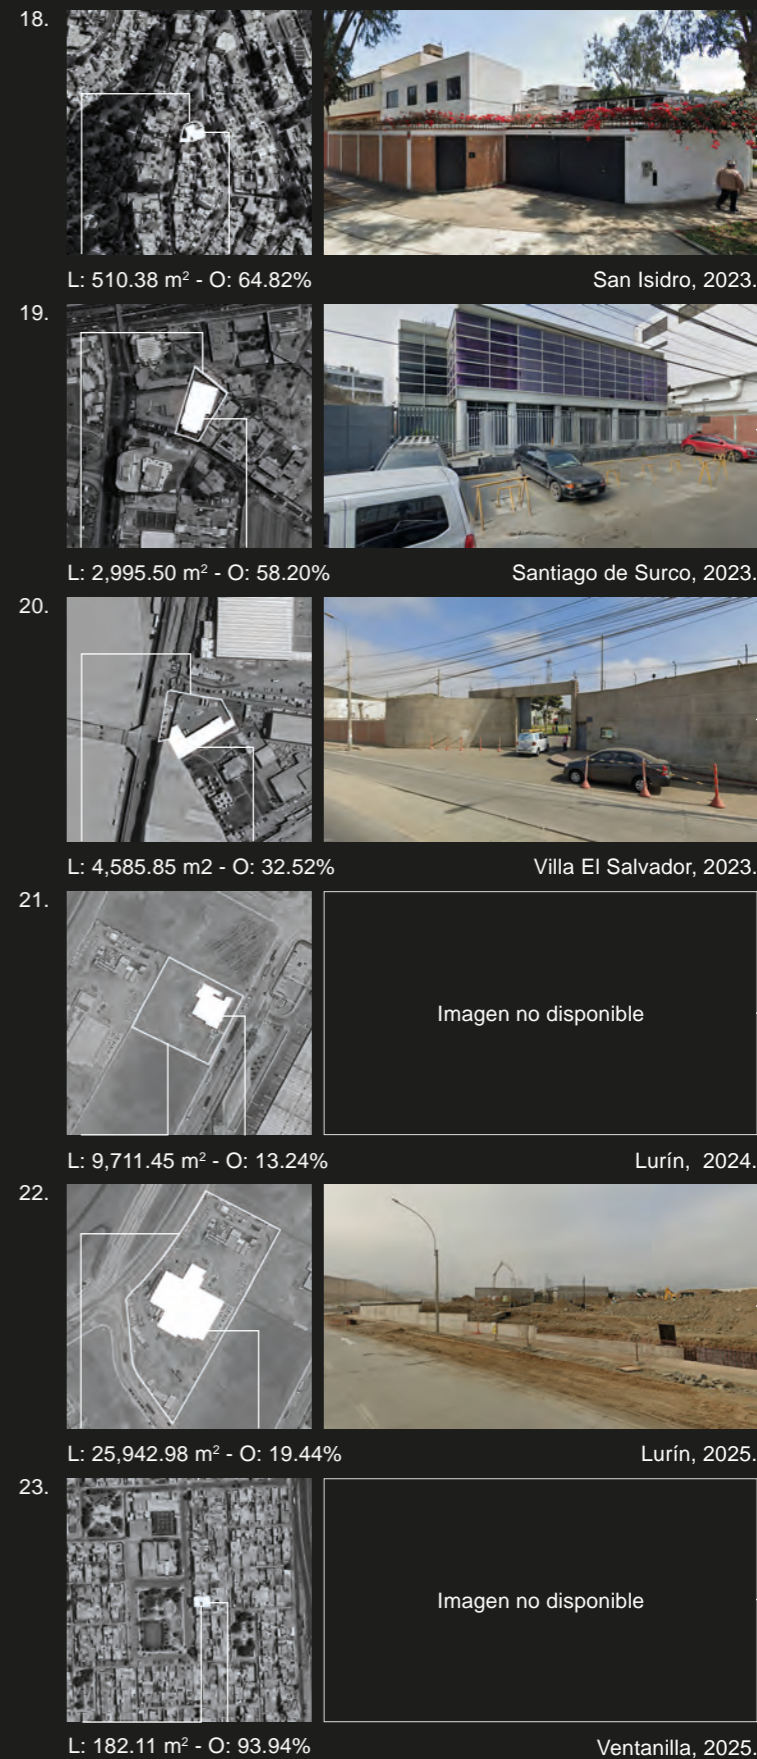 18.
L: 510.38 m² - O: 64.82%
San Isidro, 2023.
19.
L: 2,995.50 m² - O: 58.20%
Santiago de Surco, 2023.
20.
L: 4,585.85 m2 - O: 32.52%
Villa El Salvador, 2023.
21.
Imagen no disponible
L: 9,711.45 m² - O: 13.24%
Lurín, 2024.
22.
L: 25,942.98 m² - O: 19.44%
Lurín, 2025.
23.
Imagen no disponible
L: 182.11 m² - O: 93.94%
Ventanilla, 2025.